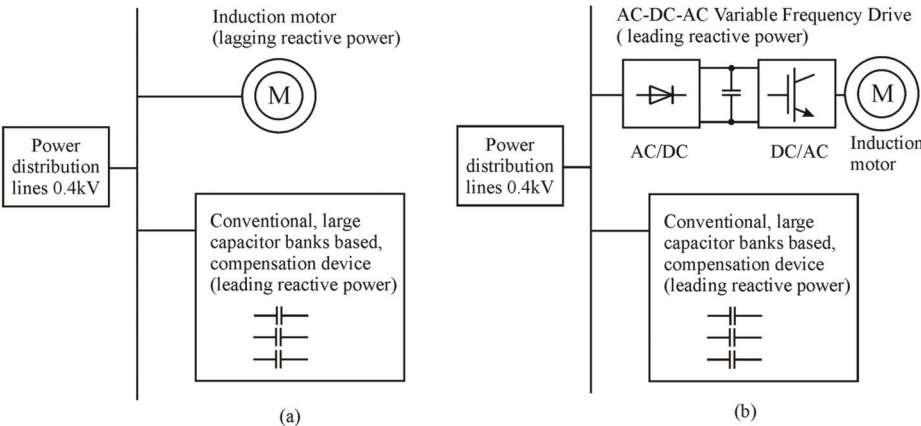 Induction motor
(lagging reactive power)
M
Power
distribution
lines 0.4kV
Conventional, large
capacitor banks based,
compensation device
(leading reactive power)
(a)
AC-DC-AC Variable Frequency Drive
( leading reactive power)
M
AC/DC
DC/AC
Induction
motor
Power
distribution
lines 0.4kV
Conventional, large
capacitor banks based,
compensation device
(leading reactive power)
(b)